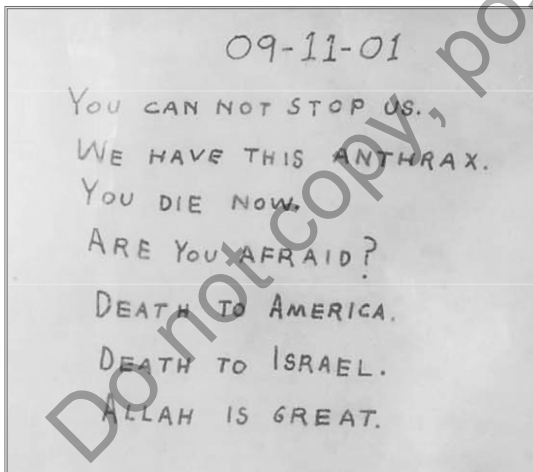 09-11-01
YOU CAN NOT STOP US.
WE HAVE THIS ANTHRAX.
YOU DIE NOW.
ARE YOU AFRAID?
DEATH TO AMERICA.
DEATH TO ISRAEL.
ALLAH IS GREAT.
Do not copy, po